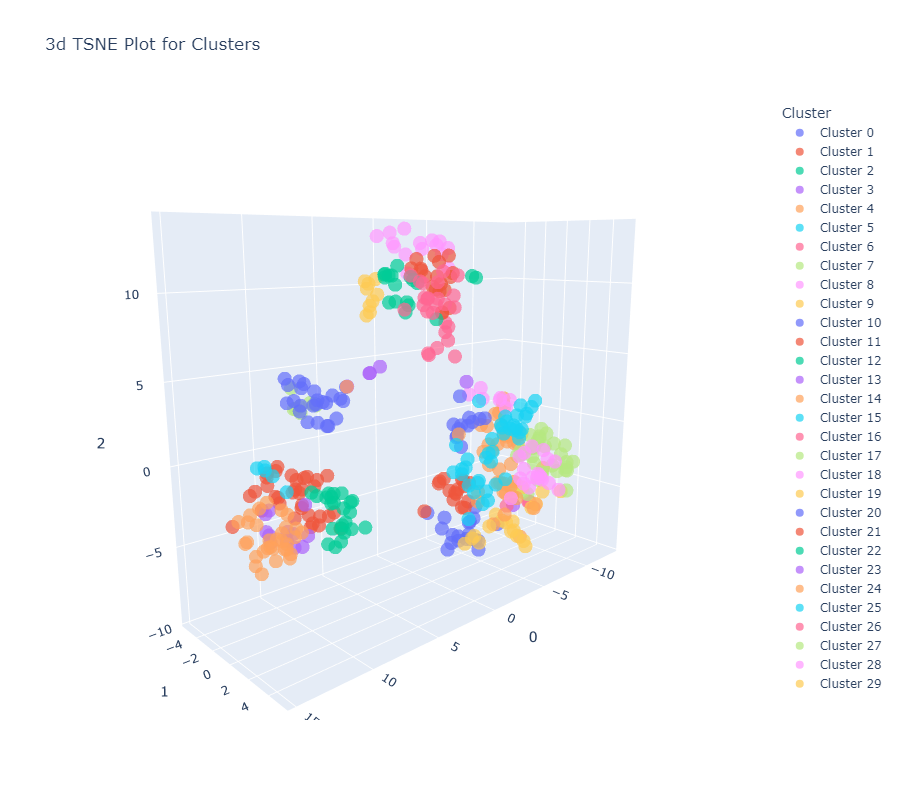 3d TSNE Plot for Clusters
Cluster
Cluster 0
Cluster 1
Cluster 2
Cluster 3
Cluster 4
Cluster 5
Cluster 6
Cluster 7
Cluster 8
Cluster 9
Cluster 10
Cluster 11
Cluster 12
Cluster 13
Cluster 14
Cluster 15
Cluster 16
Cluster 17
Cluster 18
Cluster 19
Cluster 20
Cluster 21
Cluster 22
Cluster 23
Cluster 24
Cluster 25
Cluster 26
Cluster 27
Cluster 28
Cluster 29
10
5
2
0
−5
−10
−4
−2
0
2
4
1
10
5
0
−5
−10
0